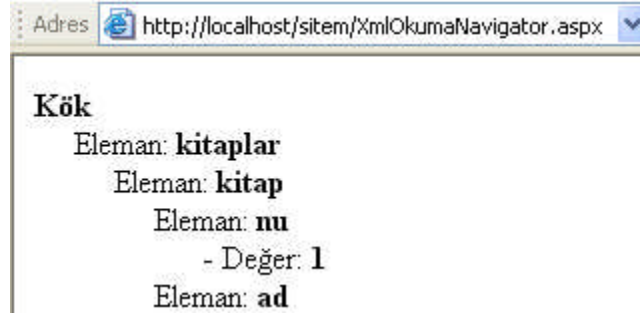 Adres http://localhost/sitem/XmlOkumaNavigator.aspx
Kök
Eleman: kitaplar
Eleman: kitap
Eleman: nu
- Değer: 1
Eleman: ad